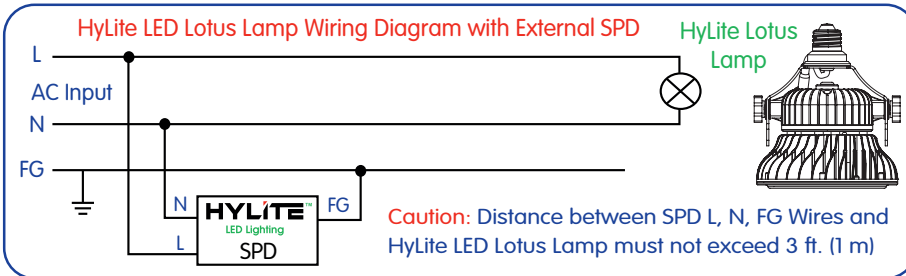 HyLite LED Lotus Lamp Wiring Diagram with External SPD
HyLite Lotus
Lamp
L
AC Input
N
FG
N
HYLITE™
FG
LED Lighting
L
SPD
Caution: Distance between SPD L, N, FG Wires and
HyLite LED Lotus Lamp must not exceed 3 ft. (1 m)